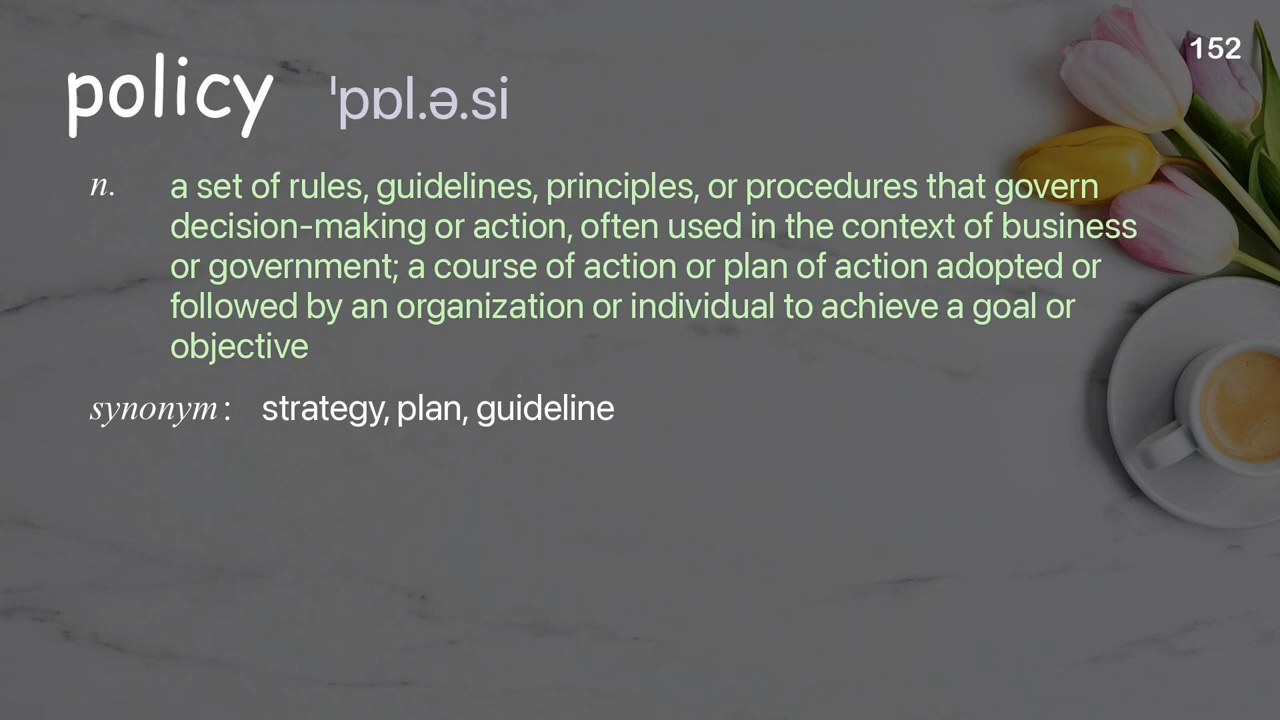 152
policy ˈpɒl.ə.si
n. a set of rules, guidelines, principles, or procedures that govern
decision-making or action, often used in the context of business
or government; a course of action or plan of action adopted or
followed by an organization or individual to achieve a goal or
objective
synonym: strategy, plan, guideline